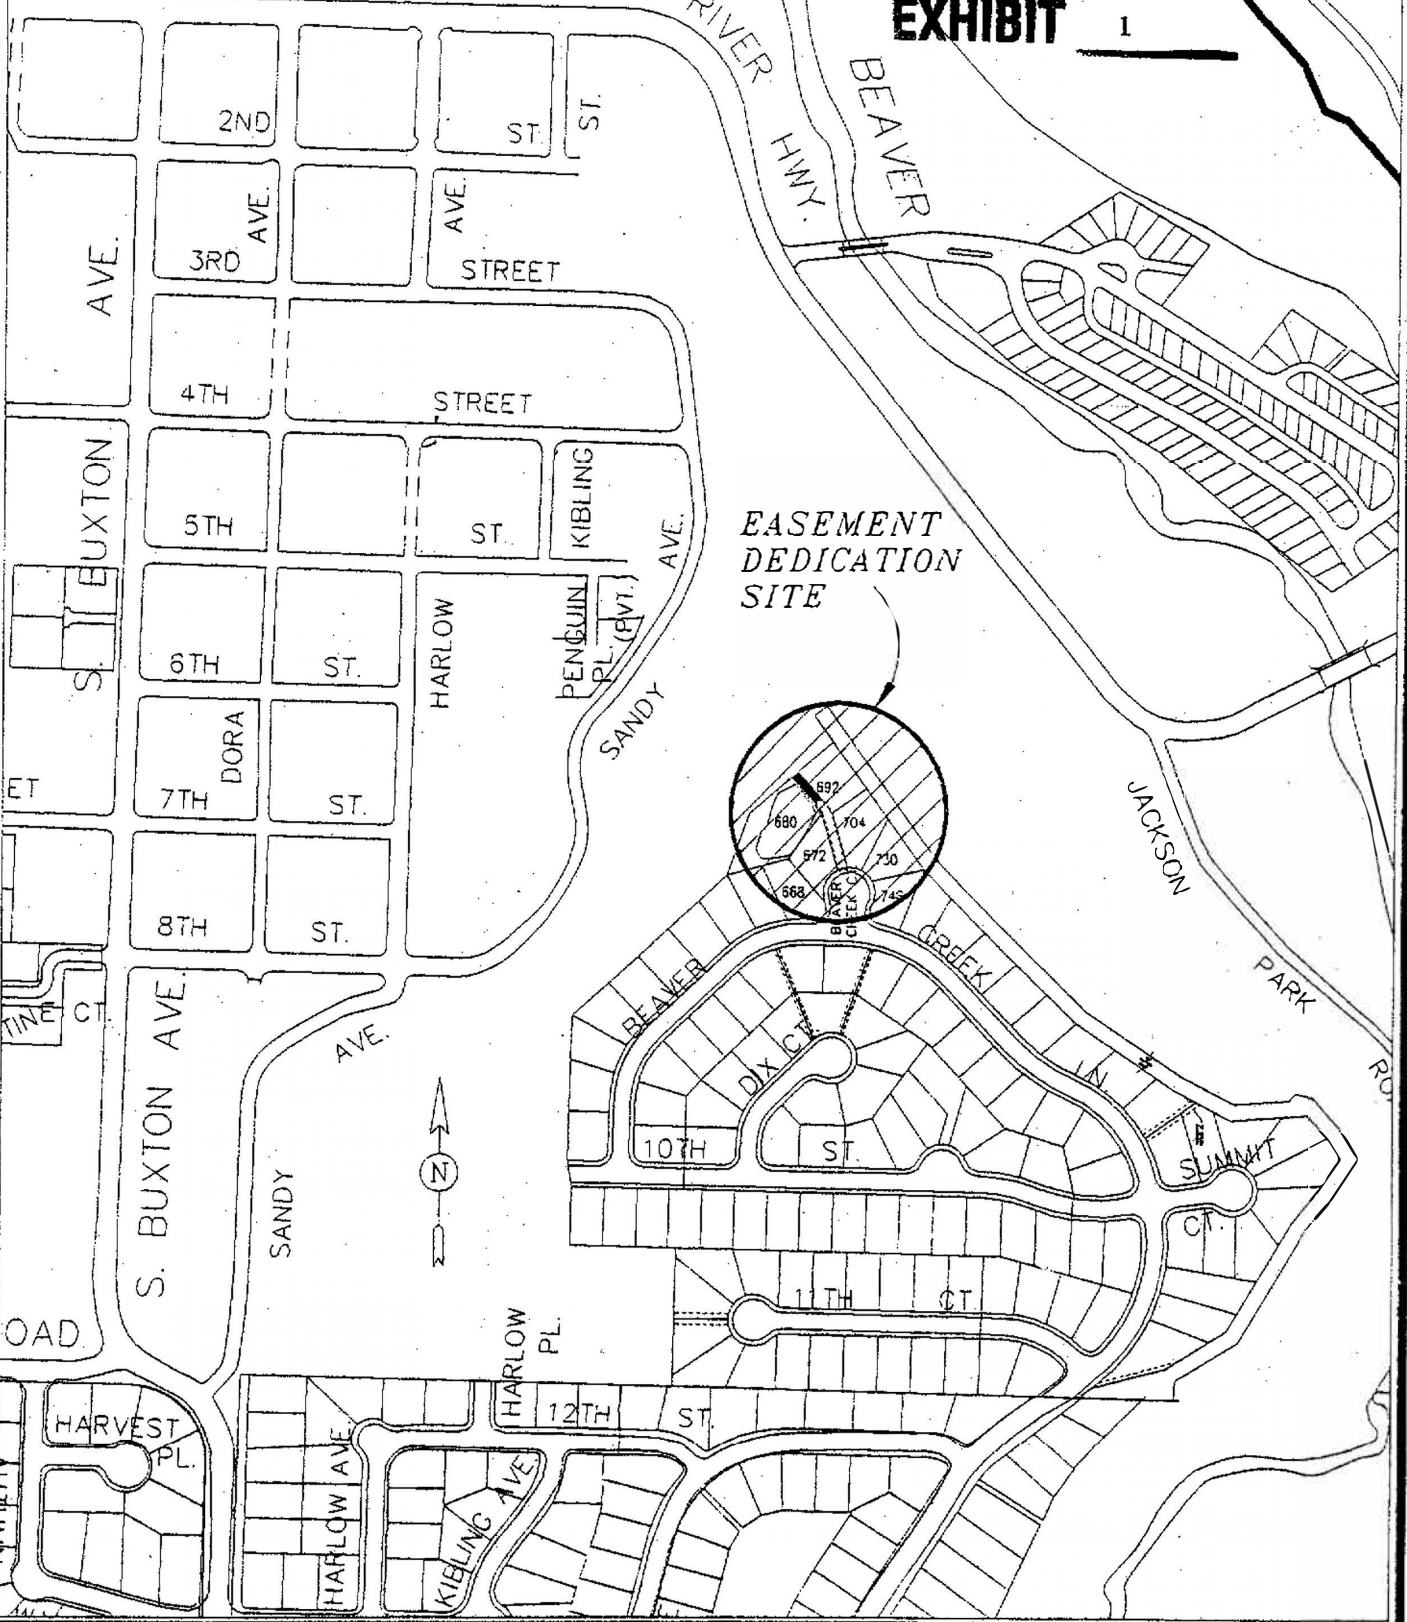 EXHIBIT 1
RIVER
HWY.
BEAVER
2ND
ST.
ST.
AVE.
AVE.
AVE.
3RD
STREET
4TH
STREET
S. BUXTON
5TH
ST.
KIBLING
AVE.
EASEMENT
DEDICATION
SITE
6TH
ST.
HARLOW
PENGUIN
PL. (PVT.)
SANDY
DORA
ET
7TH
ST.
692
680
704
672
730
668
8TH
ST.
BEAVER
CREEK
JACKSON
PARK
BEAVER
CREEK
LN.
TINE CT.
S. BUXTON AVE.
AVE.
SANDY
N
DIX CT.
10TH
ST.
SUMMIT
CT.
11TH
CT.
OAD
HARLOW
PL.
12TH
ST.
HARVEST
PL.
HARLOW AVE.
KIBLING AVE.